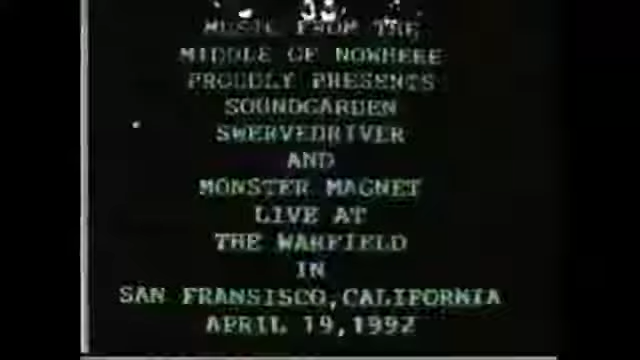 MUSIC FROM THE
MIDDLE OF NOWHERE
PROUDLY PRESENTS
SOUNDGARDEN
SWERVEDRIVER
AND
MONSTER MAGNET
LIVE AT
THE WARFIELD
IN
SAN FRANSISCO,CALIFORNIA
APRIL 19,1992